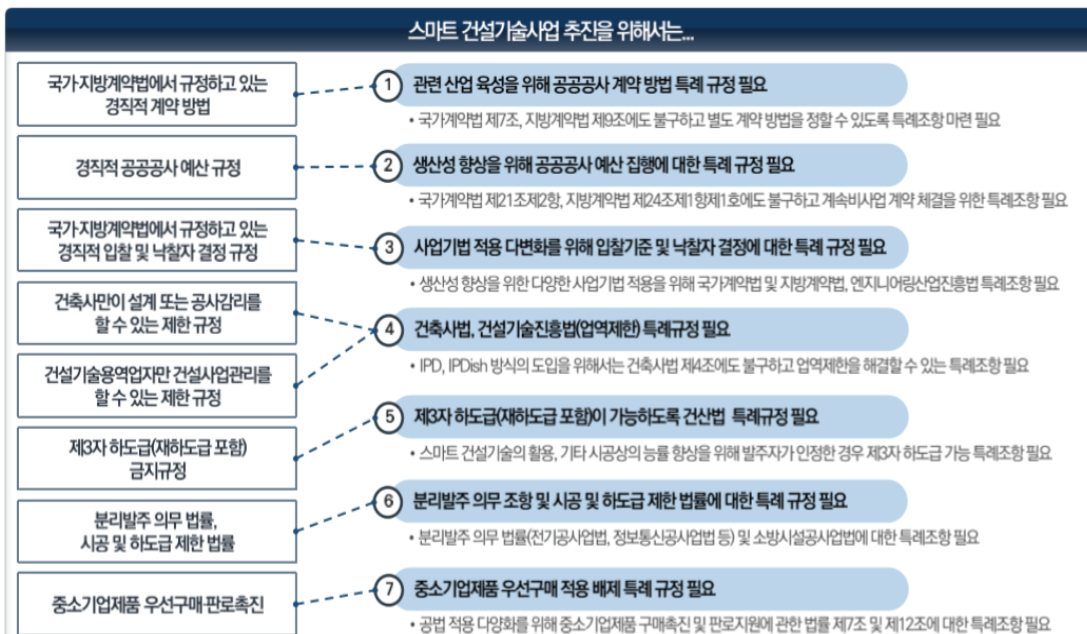 스마트 건설기술사업 추진을 위해서는...
국가·지방계약법에서 규정하고 있는
경직적 계약 방법
1 관련 산업 육성을 위해 공공공사 계약 방법 특례 규정 필요
• 국가계약법 제7조, 지방계약법 제9조에도 불구하고 별도 계약 방법을 정할 수 있도록 특례조항 마련 필요
경직적 공공공사 예산 규정
2 생산성 향상을 위해 공공공사 예산 집행에 대한 특례 규정 필요
• 국가계약법 제21조제2항, 지방계약법 제24조제1항제1호에도 불구하고 계속비사업 계약 체결을 위한 특례조항 필요
국가·지방계약법에서 규정하고 있는
경직적 입찰 및 낙찰자 결정 규정
3 사업기법 적용 다변화를 위해 입찰기준 및 낙찰자 결정에 대한 특례 규정 필요
• 생산성 향상을 위한 다양한 사업기법 적용을 위해 국가계약법 및 지방계약법, 엔지니어링산업진흥법 특례조항 필요
건축사만이 설계 또는 공사감리를
할 수 있는 제한 규정
건설기술용역업자만 건설사업관리를
할 수 있는 제한 규정
4 건축사법, 건설기술진흥법(업역제한) 특례규정 필요
• IPD, IPDish 방식의 도입을 위해서는 건축사법 제4조에도 불구하고 업역제한을 해결할 수 있는 특례조항 필요
제3자 하도급(재하도급 포함)
금지규정
5 제3자 하도급(재하도급 포함)이 가능하도록 건산법 특례규정 필요
• 스마트 건설기술의 활용, 기타 시공상의 능률 향상을 위해 발주자가 인정한 경우 제3자 하도급 가능 특례조항 필요
분리발주 의무 법률,
시공 및 하도급 제한 법률
6 분리발주 의무 조항 및 시공 및 하도급 제한 법률에 대한 특례 규정 필요
• 분리발주 의무 법률(전기공사업법, 정보통신공사업법 등) 및 소방시설공사업법에 대한 특례조항 필요
중소기업제품 우선구매 판로촉진
7 중소기업제품 우선구매 적용 배제 특례 규정 필요
• 공법 적용 다양화를 위해 중소기업제품 구매촉진 및 판로지원에 관한 법률 제7조 및 제12조에 대한 특례조항 필요